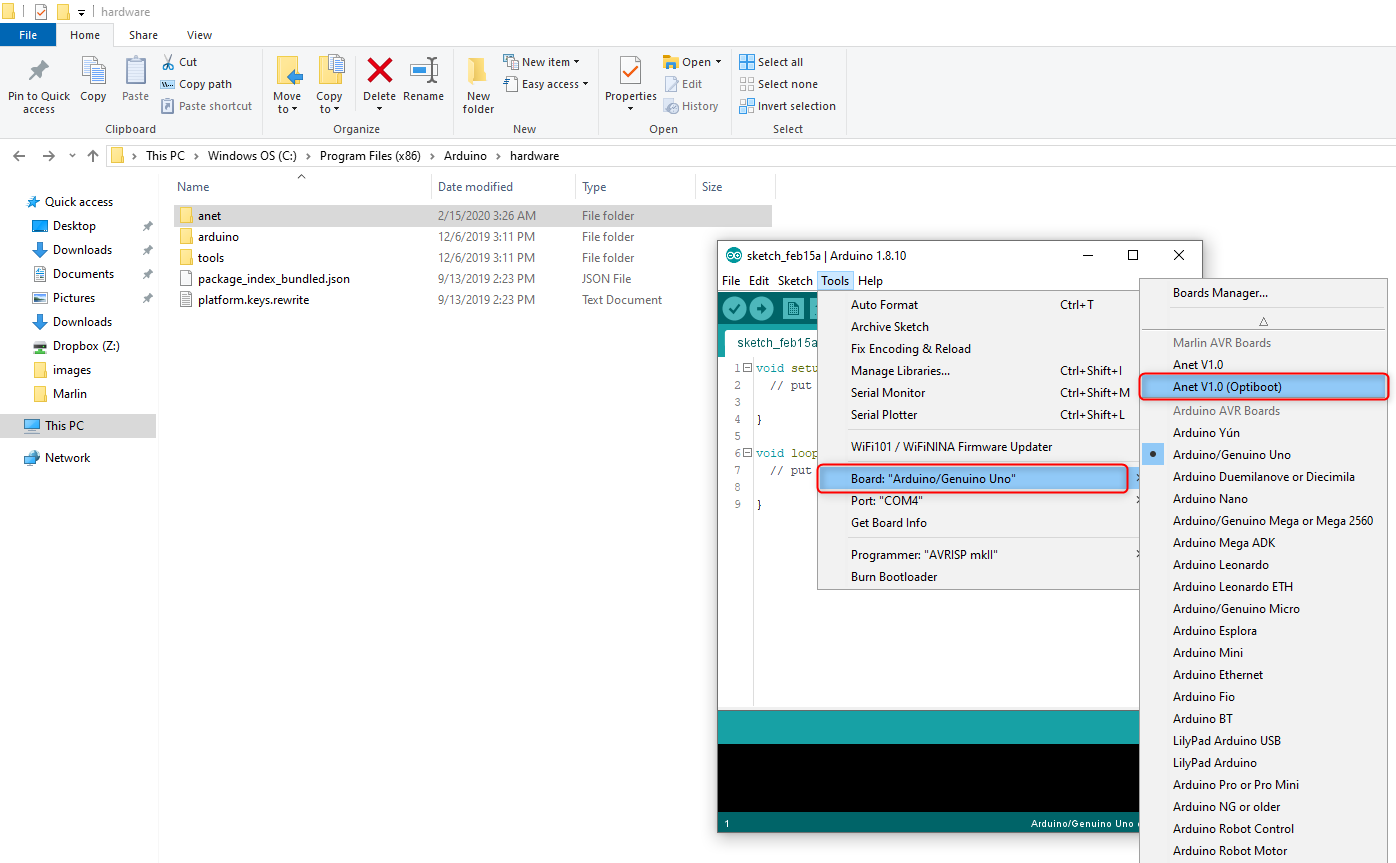 hardware
File Home Share View
Pin to Quick access
Copy
Paste
Cut
Copy path
Paste shortcut
Clipboard
Move to
Copy to
Delete
Rename
Organize
New folder
New item
Easy access
New
Properties
Open
Edit
History
Open
Select all
Select none
Invert selection
Select
This PC > Windows OS (C:) > Program Files (x86) > Arduino > hardware
Quick access
Desktop
Downloads
Documents
Pictures
Downloads
Dropbox (Z:)
images
Marlin
This PC
Network
Name Date modified Type Size
anet 2/15/2020 3:26 AM File folder
arduino 12/6/2019 3:11 PM File folder
tools 12/6/2019 3:11 PM File folder
package_index_bundled.json 9/13/2019 2:23 PM JSON File
platform.keys.rewrite 9/13/2019 2:23 PM Text Document
sketch_feb15a | Arduino 1.8.10
File Edit Sketch Tools Help
sketch_feb15a
1 void setu
2 // put
3
4 }
5
6 void loop
7 // put
8
9 }
Auto Format Ctrl+T
Archive Sketch
Fix Encoding & Reload
Manage Libraries... Ctrl+Shift+I
Serial Monitor Ctrl+Shift+M
Serial Plotter Ctrl+Shift+L
WiFi101 / WiFiNINA Firmware Updater
Board: "Arduino/Genuino Uno"
Port: "COM4"
Get Board Info
Programmer: "AVRISP mkII"
Burn Bootloader
1 Arduino/Genuino Uno
Boards Manager...
Marlin AVR Boards
Anet V1.0
Anet V1.0 (Optiboot)
Arduino AVR Boards
Arduino Yún
Arduino/Genuino Uno
Arduino Duemilanove or Diecimila
Arduino Nano
Arduino/Genuino Mega or Mega 2560
Arduino Mega ADK
Arduino Leonardo
Arduino Leonardo ETH
Arduino/Genuino Micro
Arduino Esplora
Arduino Mini
Arduino Ethernet
Arduino Fio
Arduino BT
LilyPad Arduino USB
LilyPad Arduino
Arduino Pro or Pro Mini
Arduino NG or older
Arduino Robot Control
Arduino Robot Motor